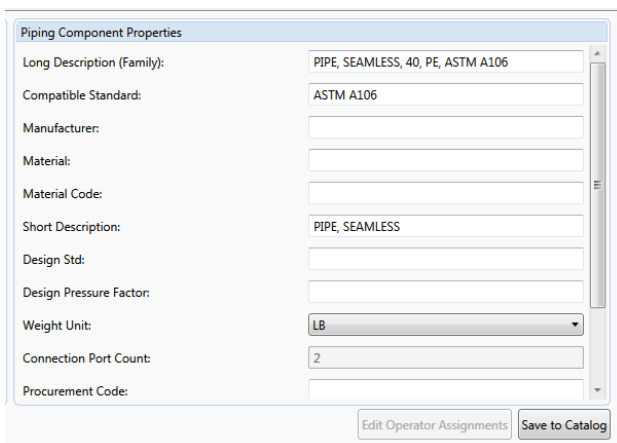 Piping Component Properties
Long Description (Family): PIPE, SEAMLESS, 40, PE, ASTM A106
Compatible Standard: ASTM A106
Manufacturer:
Material:
Material Code:
Short Description: PIPE, SEAMLESS
Design Std:
Design Pressure Factor:
Weight Unit: LB
Connection Port Count: 2
Procurement Code:
Edit Operator Assignments Save to Catalog